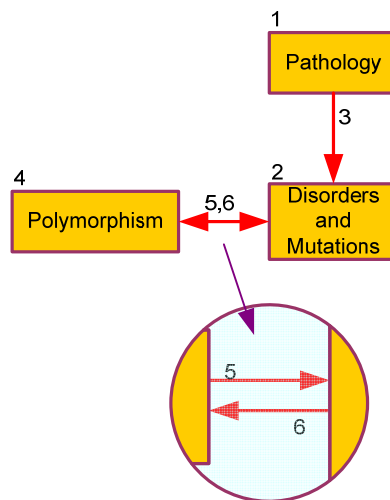 1
Pathology
3
2
Disorders
and
Mutations
4
Polymorphism
5,6
5
6